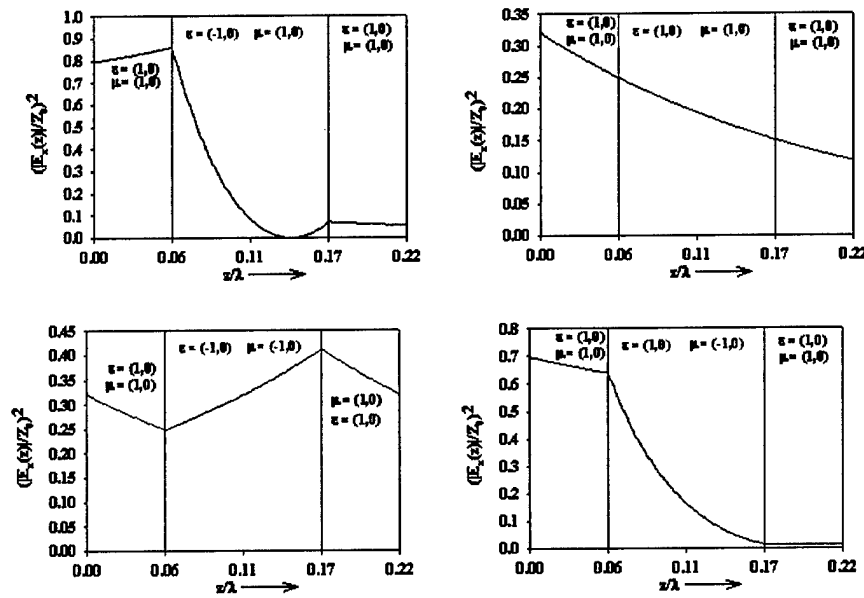 ε = (1,0)
μ = (1,0)
ε = (-1,0) μ = (1,0)
ε = (1,0)
μ = (1,0)
(|E_x(z)|/Z_0)^2
1.0
0.9
0.8
0.7
0.6
0.5
0.4
0.3
0.2
0.1
0.0
0.00 0.06 0.11 0.17 0.22
z/λ
ε = (1,0)
μ = (1,0)
ε = (1,0) μ = (1,0)
ε = (1,0)
μ = (1,0)
(|E_x(z)|/Z_0)^2
0.35
0.30
0.25
0.20
0.15
0.10
0.05
0.00
0.00 0.06 0.11 0.17 0.22
z/λ
ε = (1,0)
μ = (1,0)
ε = (-1,0) μ = (-1,0)
μ = (1,0)
ε = (1,0)
(|E_x(z)|/Z_0)^2
0.45
0.40
0.35
0.30
0.25
0.20
0.15
0.10
0.05
0.00
0.00 0.06 0.11 0.17 0.22
z/λ
ε = (1,0)
μ = (1,0)
ε = (1,0) μ = (-1,0)
ε = (1,0)
μ = (1,0)
(|E_x(z)|/Z_0)^2
0.8
0.7
0.6
0.5
0.4
0.3
0.2
0.1
0.0
0.00 0.06 0.11 0.17 0.22
z/λ